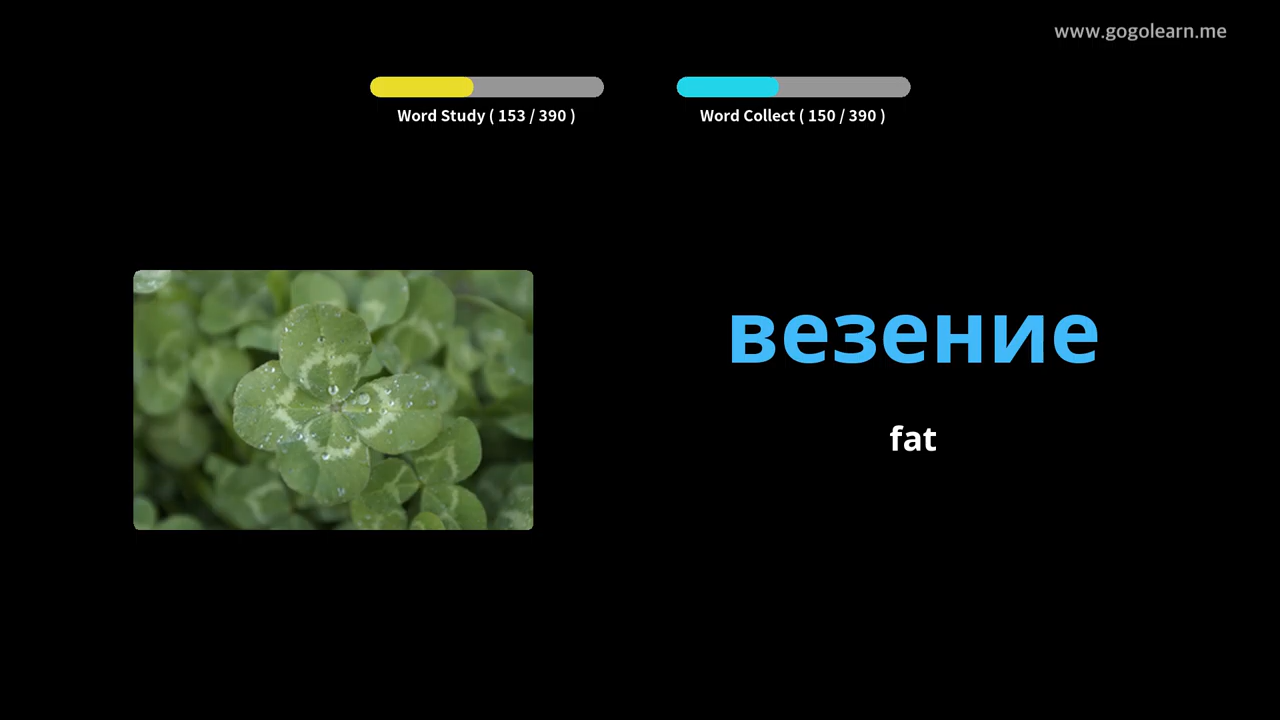 www.gogolearn.me
Word Study ( 153 / 390 )
Word Collect ( 150 / 390 )
везение
fat